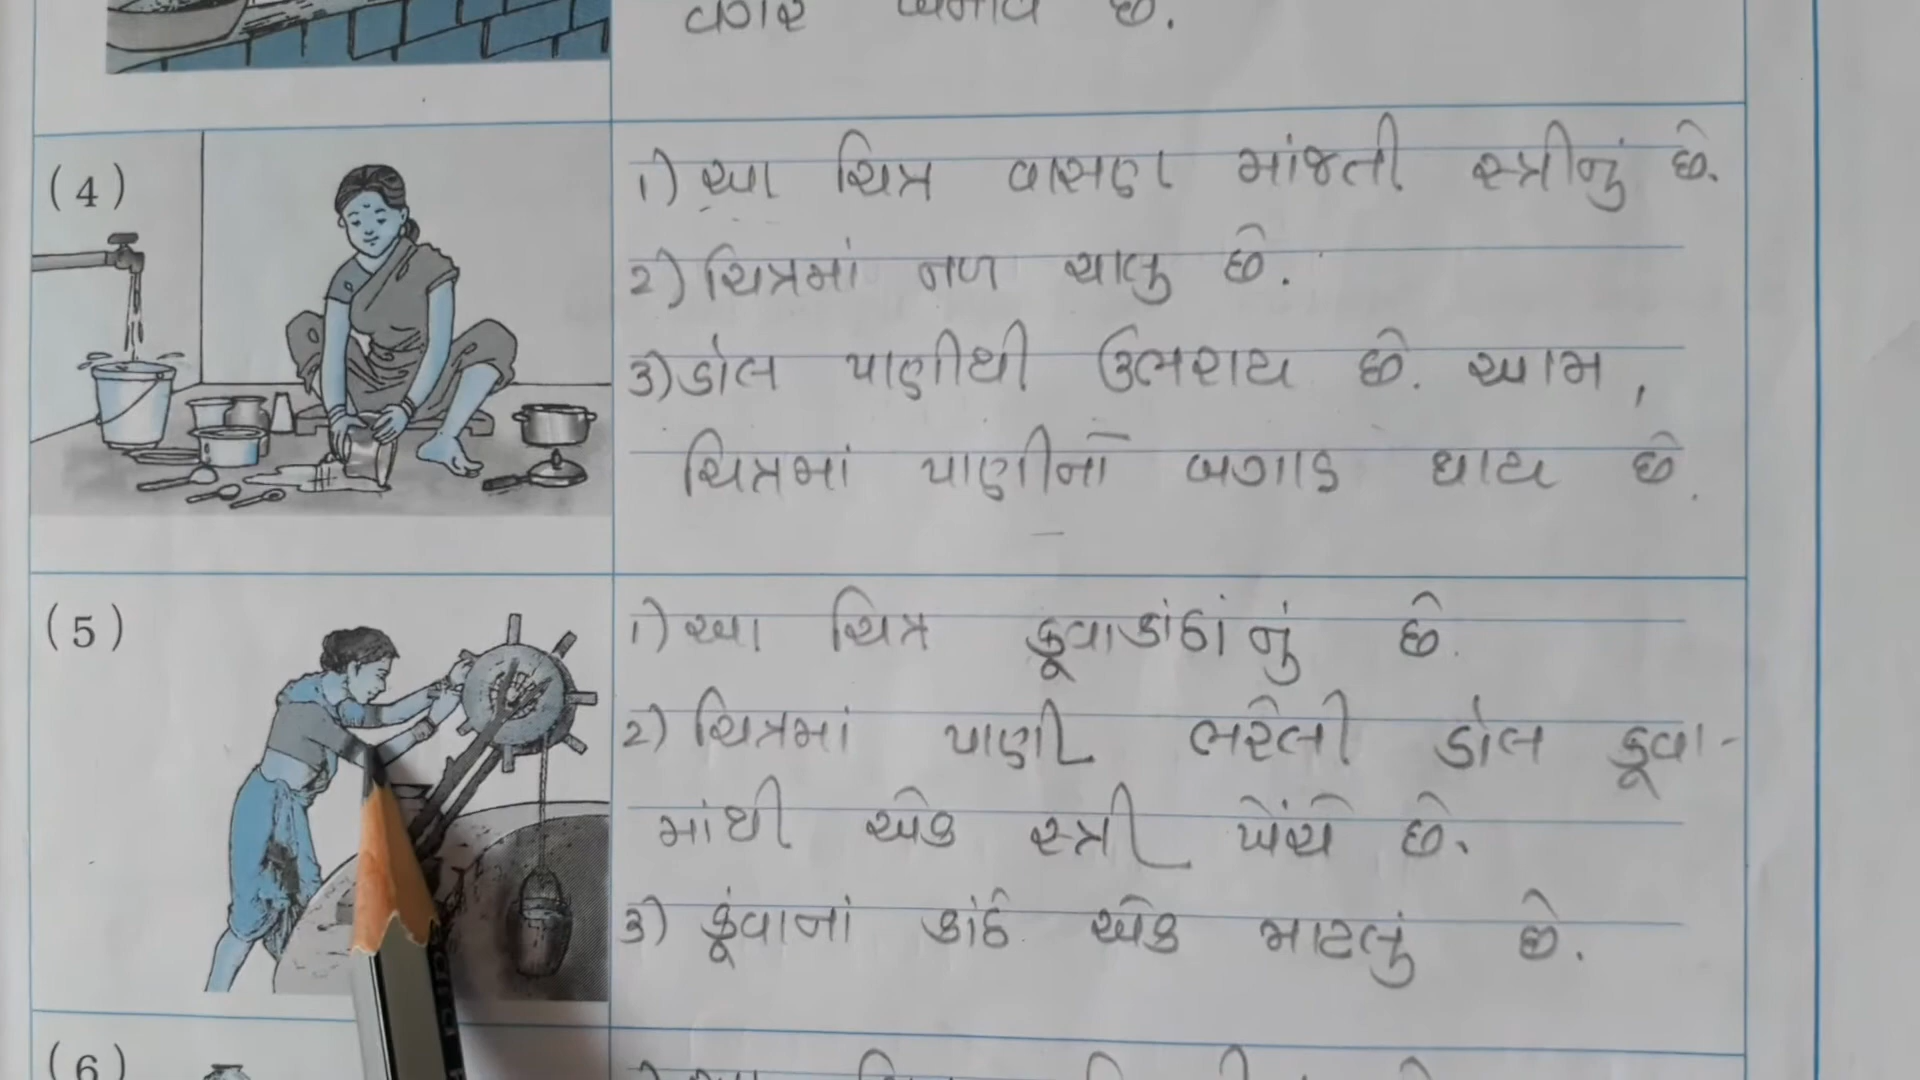 વગર છે.
(4)
1) આ ચિત્ર વાસણ માંજતી સ્ત્રીનું છે.
2) ચિત્રમાં નળ ચાલુ છે.
3) ડોલ પાણીથી ઉભરાય છે. આમ,
ચિત્રમાં પાણીનો બગાડ થાય છે.
(5)
1) આ ચિત્ર કૂવાકાંઠાંનું છે.
2) ચિત્રમાં પાણી ભરેલી ડોલ કૂવા-
માંથી એક સ્ત્રી ખેંચે છે.
3) કૂંવાનાં કાંઠે એક માટલું છે.
(6)